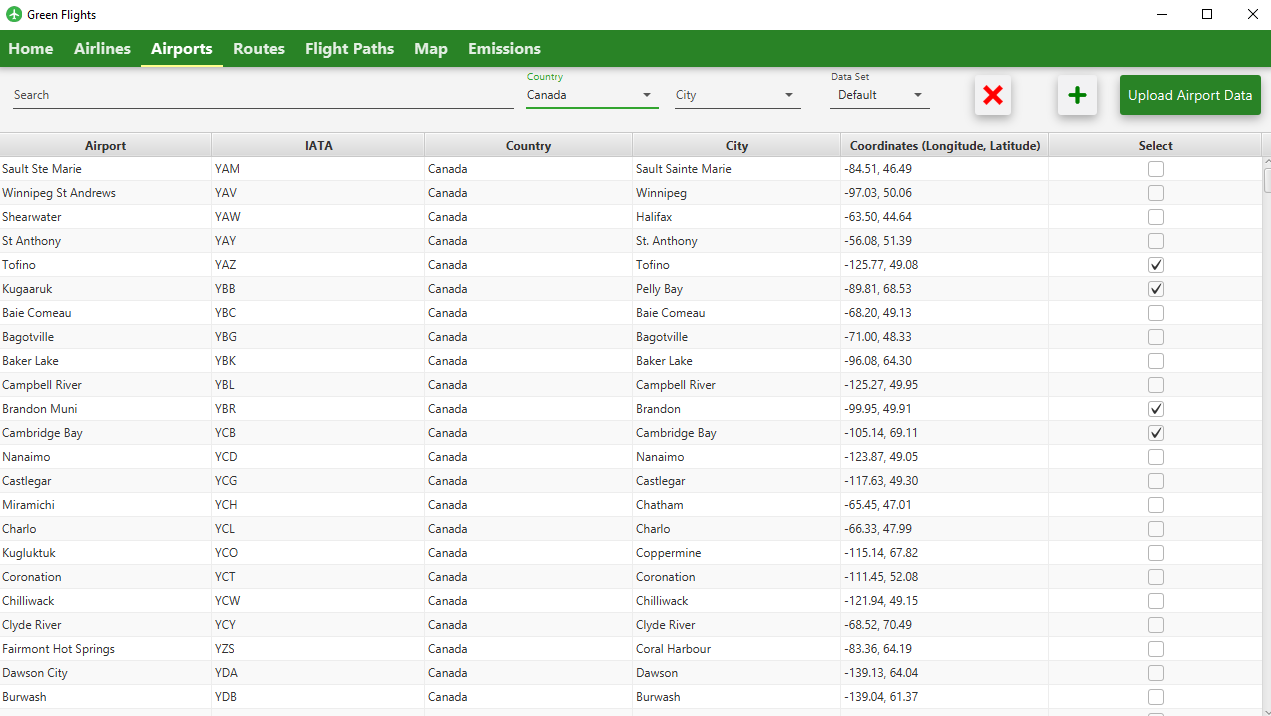 Green Flights
Home Airlines Airports Routes Flight Paths Map Emissions
Country Data Set
Search Canada City Default Upload Airport Data
Airport IATA Country City Coordinates (Longitude, Latitude) Select
Sault Ste Marie YAM Canada Sault Sainte Marie -84.51, 46.49
Winnipeg St Andrews YAV Canada Winnipeg -97.03, 50.06
Shearwater YAW Canada Halifax -63.50, 44.64
St Anthony YAY Canada St. Anthony -56.08, 51.39
Tofino YAZ Canada Tofino -125.77, 49.08
Kugaaruk YBB Canada Pelly Bay -89.81, 68.53
Baie Comeau YBC Canada Baie Comeau -68.20, 49.13
Bagotville YBG Canada Bagotville -71.00, 48.33
Baker Lake YBK Canada Baker Lake -96.08, 64.30
Campbell River YBL Canada Campbell River -125.27, 49.95
Brandon Muni YBR Canada Brandon -99.95, 49.91
Cambridge Bay YCB Canada Cambridge Bay -105.14, 69.11
Nanaimo YCD Canada Nanaimo -123.87, 49.05
Castlegar YCG Canada Castlegar -117.63, 49.30
Miramichi YCH Canada Chatham -65.45, 47.01
Charlo YCL Canada Charlo -66.33, 47.99
Kugluktuk YCO Canada Coppermine -115.14, 67.82
Coronation YCT Canada Coronation -111.45, 52.08
Chilliwack YCW Canada Chilliwack -121.94, 49.15
Clyde River YCY Canada Clyde River -68.52, 70.49
Fairmont Hot Springs YZS Canada Coral Harbour -83.36, 64.19
Dawson City YDA Canada Dawson -139.13, 64.04
Burwash YDB Canada Burwash -139.04, 61.37